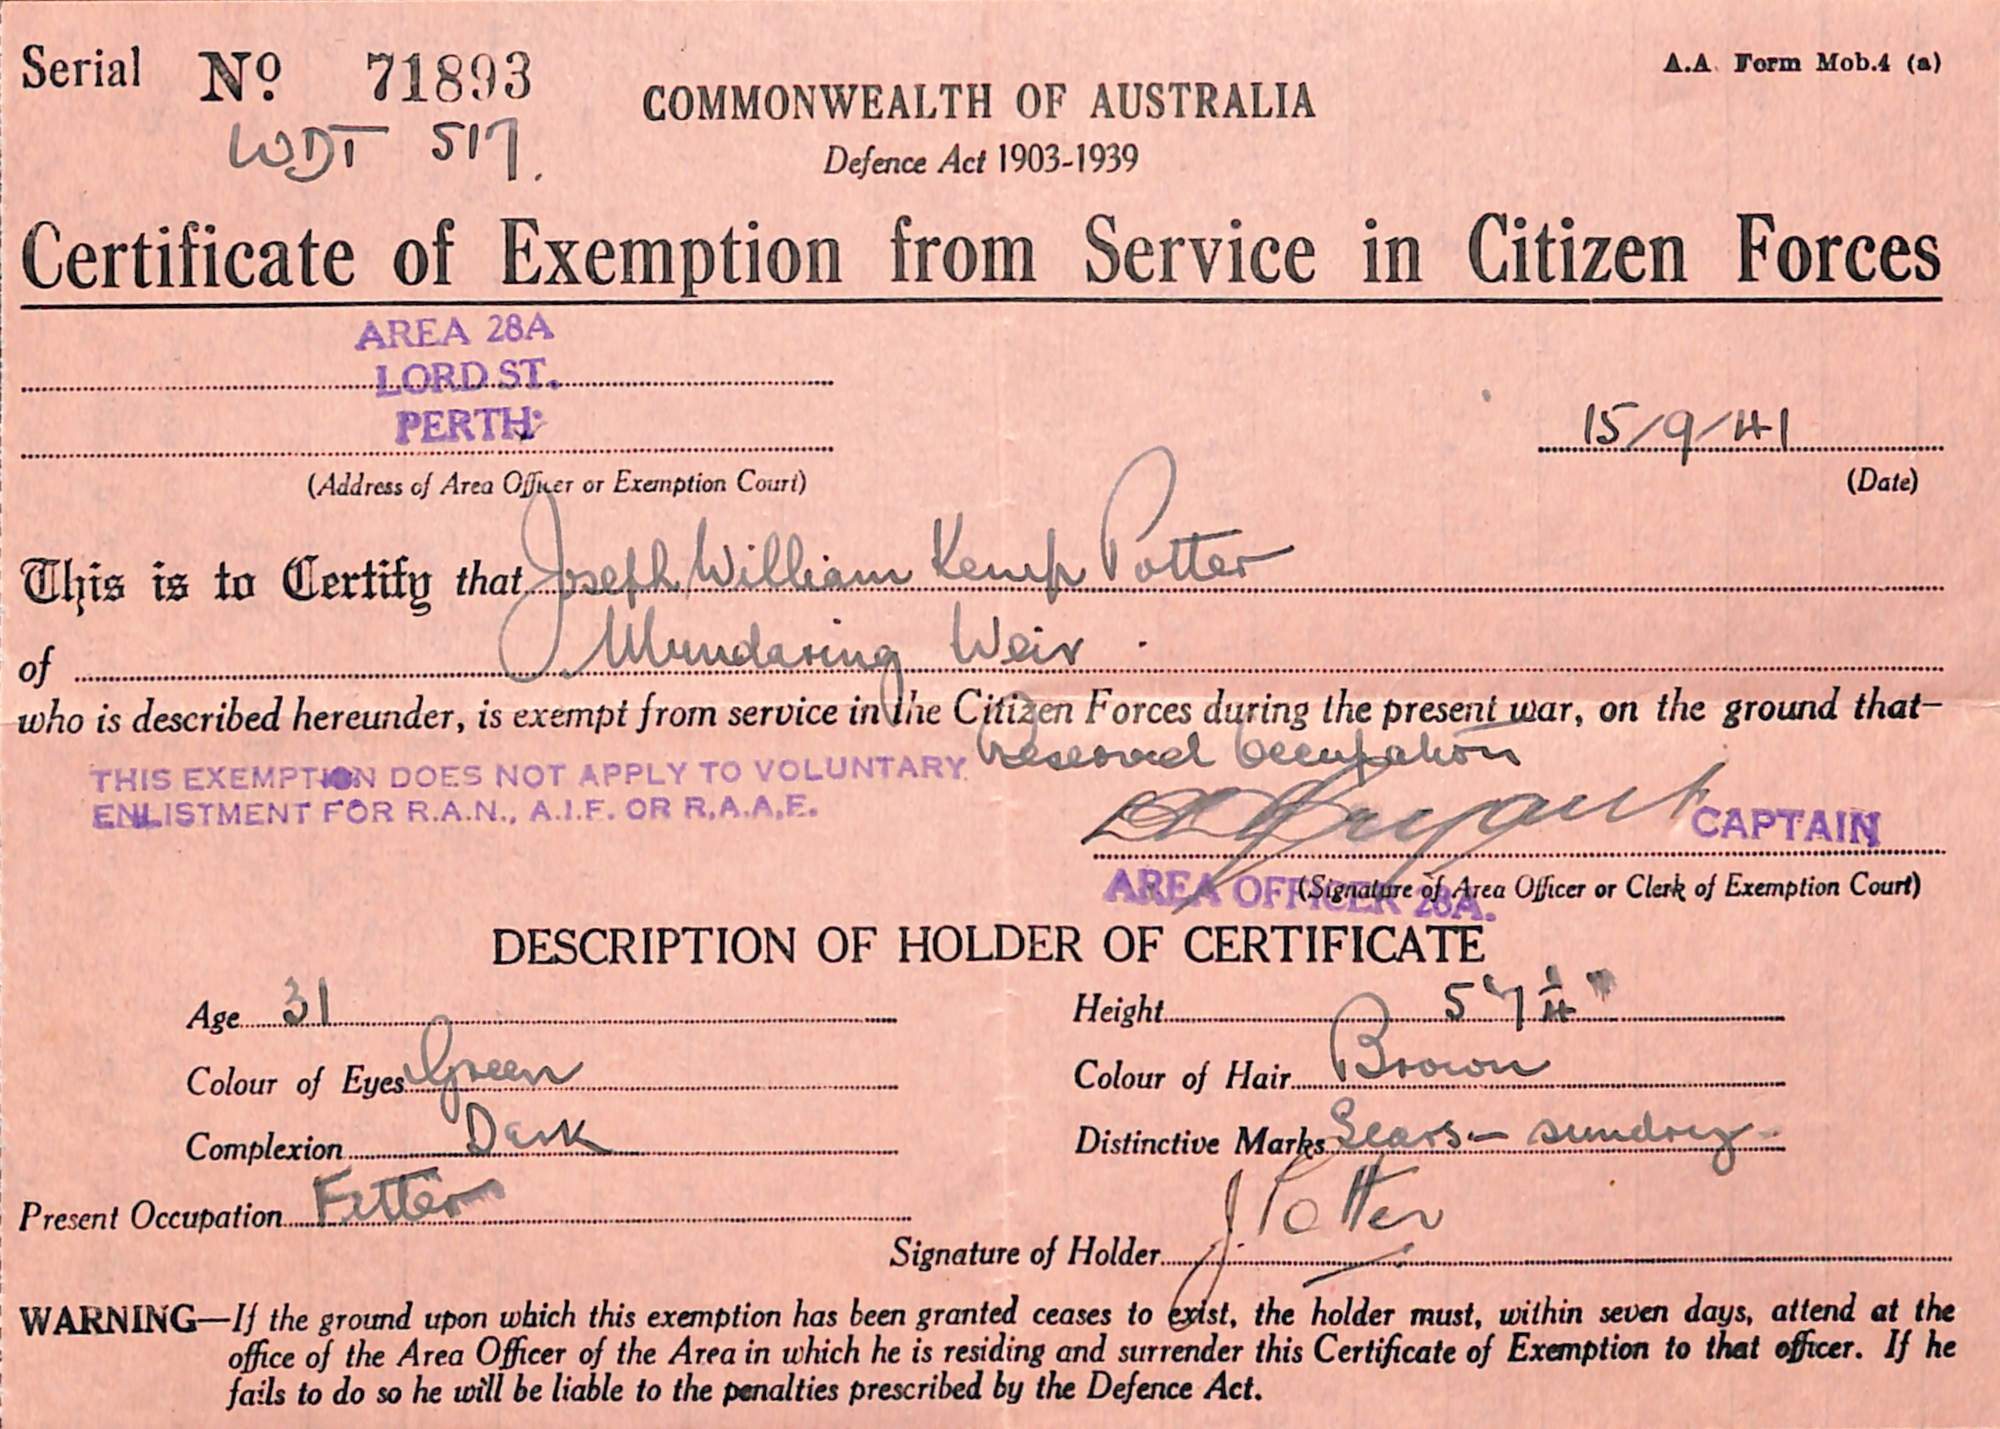 Serial No. 71893
A.A. Form Mob.4 (a)
WDT 517.
COMMONWEALTH OF AUSTRALIA
Defence Act 1903-1939
Certificate of Exemption from Service in Citizen Forces
AREA 28A
LORD ST.
PERTH.
15/9/41
(Address of Area Officer or Exemption Court)
(Date)
This is to Certify that Joseph William Kemp Potter
of Mundaring Weir
who is described hereunder, is exempt from service in the Citizen Forces during the present war, on the ground that—
Reserved Occupation
THIS EXEMPTION DOES NOT APPLY TO VOLUNTARY
ENLISTMENT FOR R.A.N., A.I.F. OR R.A.A.F.
CAPTAIN
(Signature of Area Officer or Clerk of Exemption Court)
AREA OFFICER 28A.
DESCRIPTION OF HOLDER OF CERTIFICATE
Age 31
Height 5' 7 1/4"
Colour of Eyes Green
Colour of Hair Brown
Complexion Dark
Distinctive Marks Scars - sundry -
Present Occupation Fitter
Signature of Holder J. Potter
WARNING—If the ground upon which this exemption has been granted ceases to exist, the holder must, within seven days, attend at the
office of the Area Officer of the Area in which he is residing and surrender this Certificate of Exemption to that officer. If he
fails to do so he will be liable to the penalties prescribed by the Defence Act.